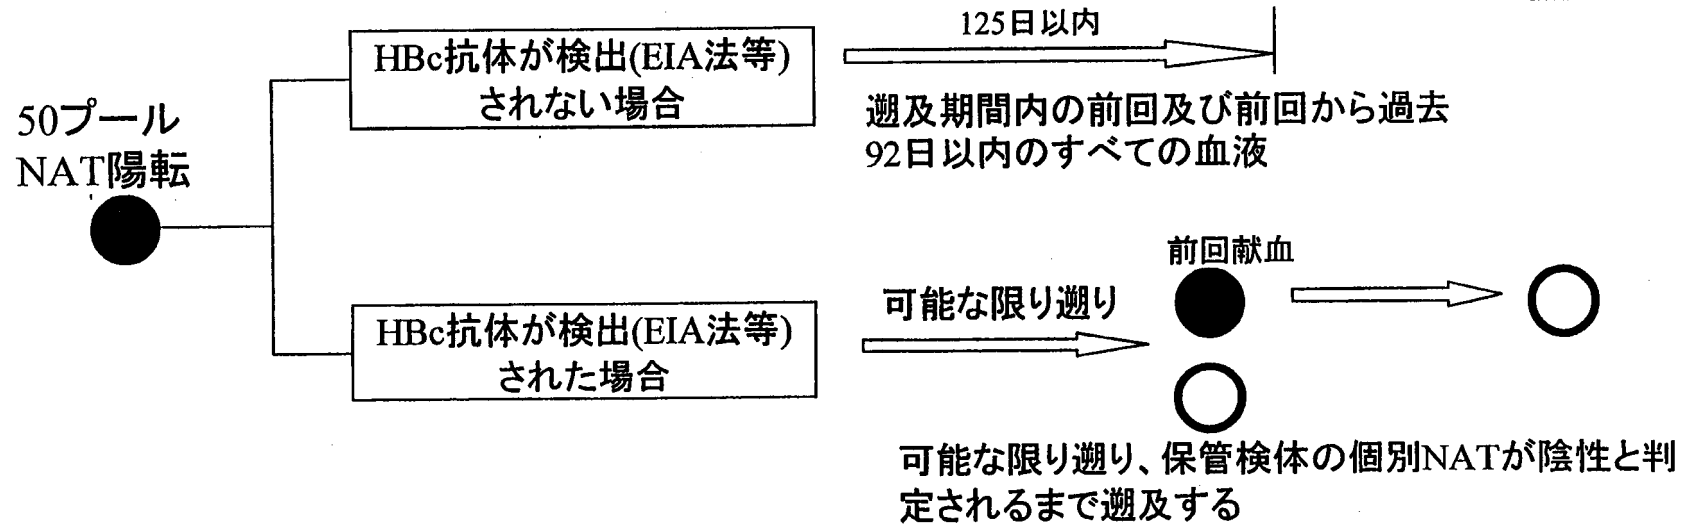 50プール
NAT陽転
HBc抗体が検出(EIA法等)
されない場合
125日以内
遡及期間内の前回及び前回から過去
92日以内のすべての血液
HBc抗体が検出(EIA法等)
された場合
可能な限り遡り
前回献血
可能な限り遡り、保管検体の個別NATが陰性と判
定されるまで遡及する